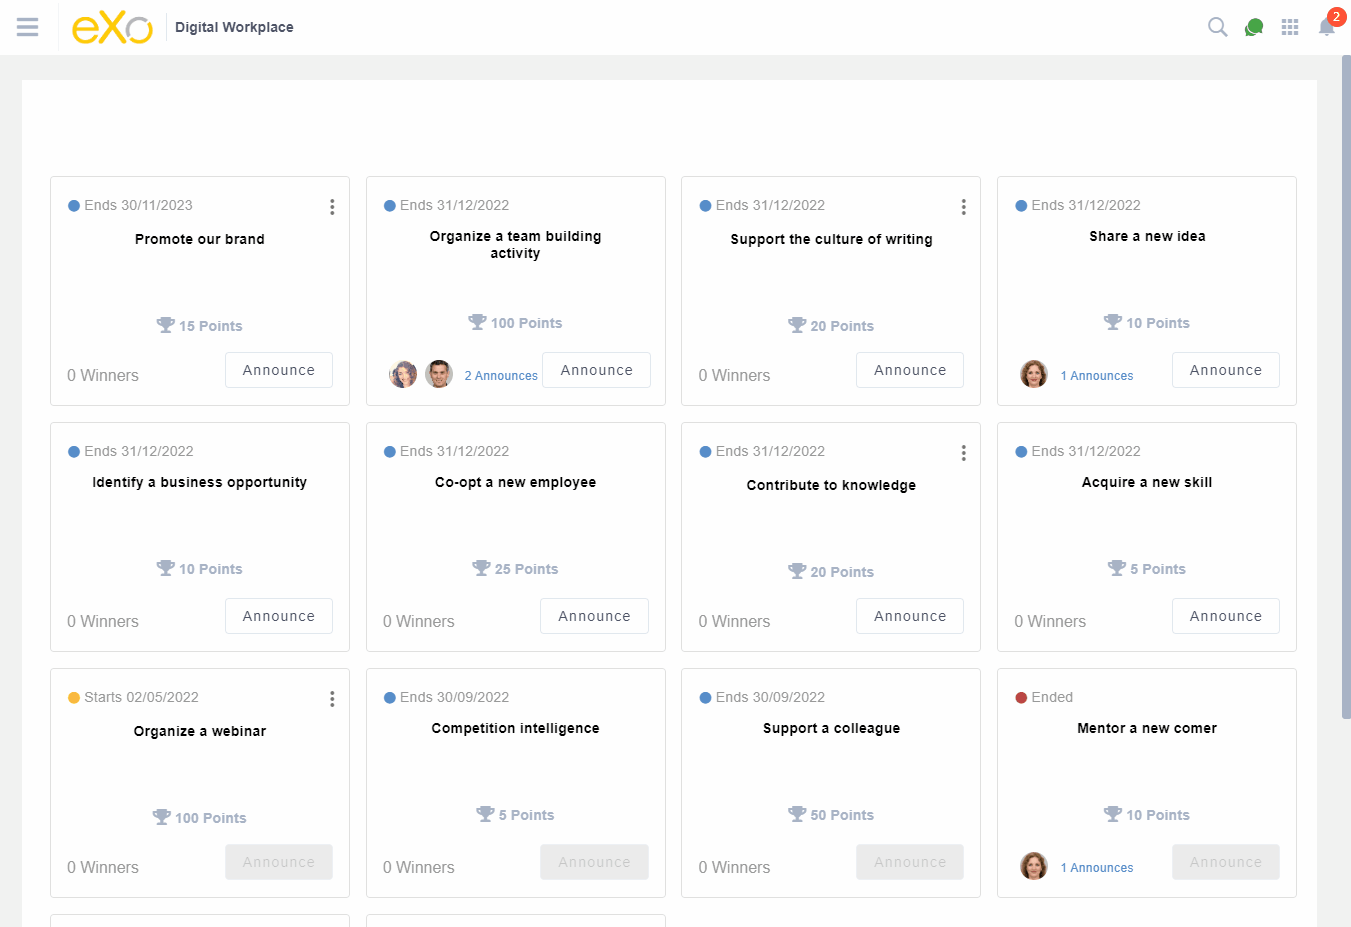 eXo
Digital Workplace
2
Ends 30/11/2023
Promote our brand
15 Points
0 Winners
Announce
Ends 31/12/2022
Organize a team building
activity
100 Points
2 Announces
Announce
Ends 31/12/2022
Support the culture of writing
20 Points
0 Winners
Announce
Ends 31/12/2022
Share a new idea
10 Points
1 Announces
Announce
Ends 31/12/2022
Identify a business opportunity
10 Points
0 Winners
Announce
Ends 31/12/2022
Co-opt a new employee
25 Points
0 Winners
Announce
Ends 31/12/2022
Contribute to knowledge
20 Points
0 Winners
Announce
Ends 31/12/2022
Acquire a new skill
5 Points
0 Winners
Announce
Starts 02/05/2022
Organize a webinar
100 Points
0 Winners
Announce
Ends 30/09/2022
Competition intelligence
5 Points
0 Winners
Announce
Ends 30/09/2022
Support a colleague
50 Points
0 Winners
Announce
Ended
Mentor a new comer
10 Points
1 Announces
Announce